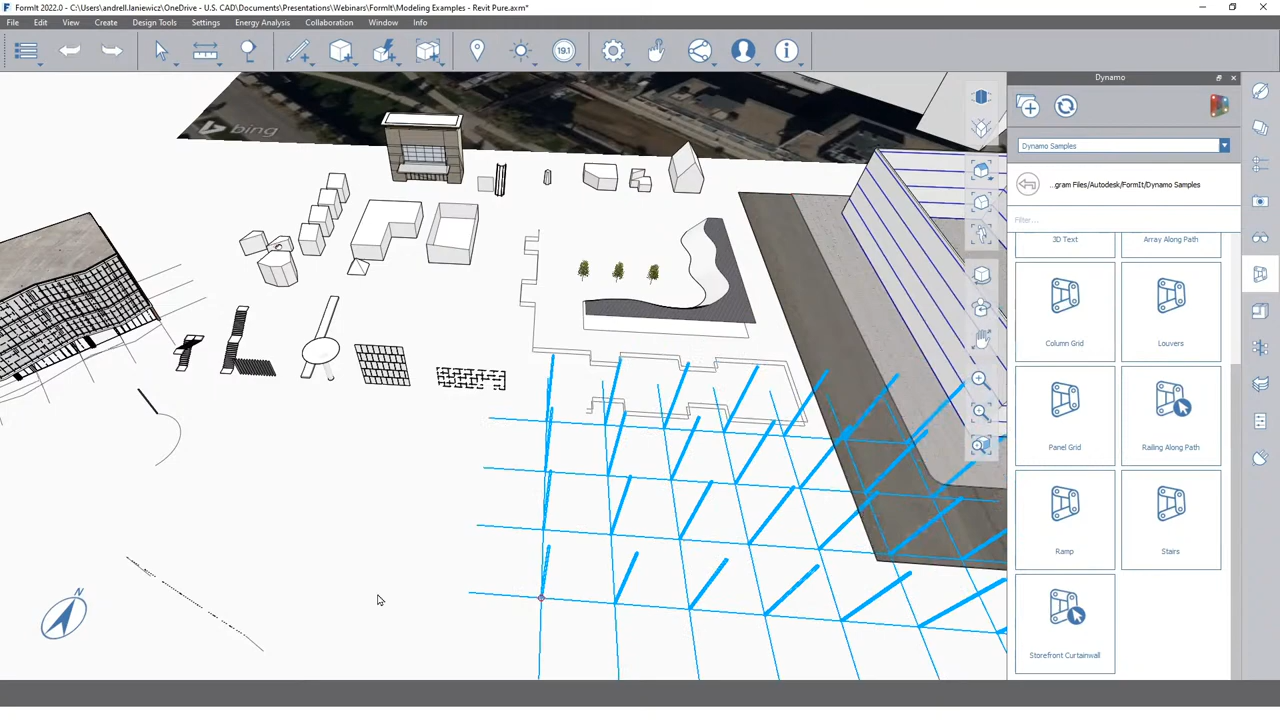 FormIt 2022.0 - C:\Users\andrell.laniewicz\OneDrive - U.S. CAD\Documents\Presentations\Webinars\FormIt\Modeling Examples - Revit Pure.axm*
File Edit View Create Design Tools Settings Energy Analysis Collaboration Window Info
19.1
Dynamo
Dynamo Samples
...gram Files/Autodesk/FormIt/Dynamo Samples
Filter...
3D Text Array Along Path
Column Grid Louvers
Panel Grid Railing Along Path
Ramp Stairs
Storefront Curtainwall
bing
N